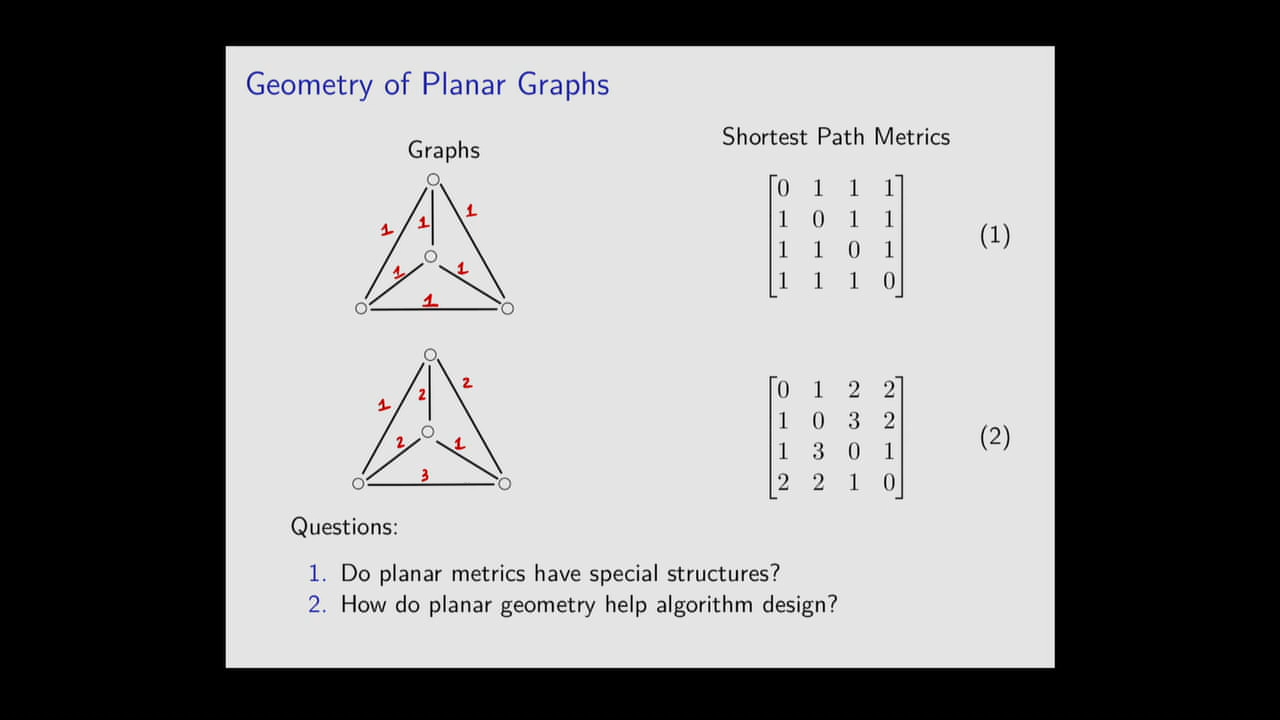 Geometry of Planar Graphs
Graphs
1 1 1
1 1
1
1 2 2
2 1
3
Shortest Path Metrics
0 1 1 1
1 0 1 1
1 1 0 1
1 1 1 0
(1)
0 1 2 2
1 0 3 2
1 3 0 1
2 2 1 0
(2)
Questions:
1. Do planar metrics have special structures?
2. How do planar geometry help algorithm design?